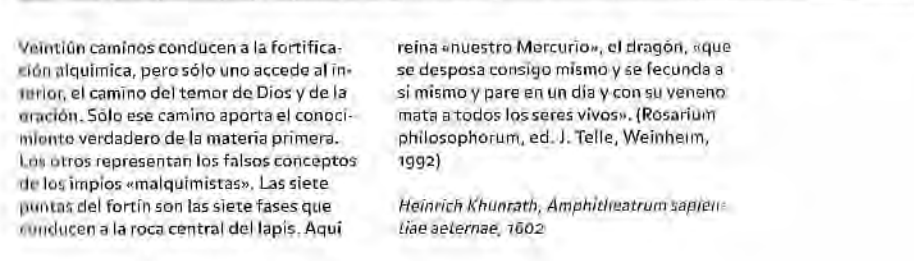 Veintiún caminos conducen a la fortifica-
ción alquímica, pero sólo uno accede al in-
terior, el camino del temor de Dios y de la
oración. Sólo ese camino aporta el conoci-
miento verdadero de la materia primera.
Los otros representan los falsos conceptos
de los impíos «malquimistas». Las siete
puntas del fortín son las siete fases que
conducen a la roca central del lapis. Aquí
reina «nuestro Mercurio», el dragón, «que
se desposa consigo mismo y se fecunda a
sí mismo y pare en un día y con su veneno
mata a todos los seres vivos». (Rosarium
philosophorum, ed. J. Telle, Weinheim,
1992)
Heinrich Khunrath, Amphitheatrum sapien-
tiae aeternae, 1602